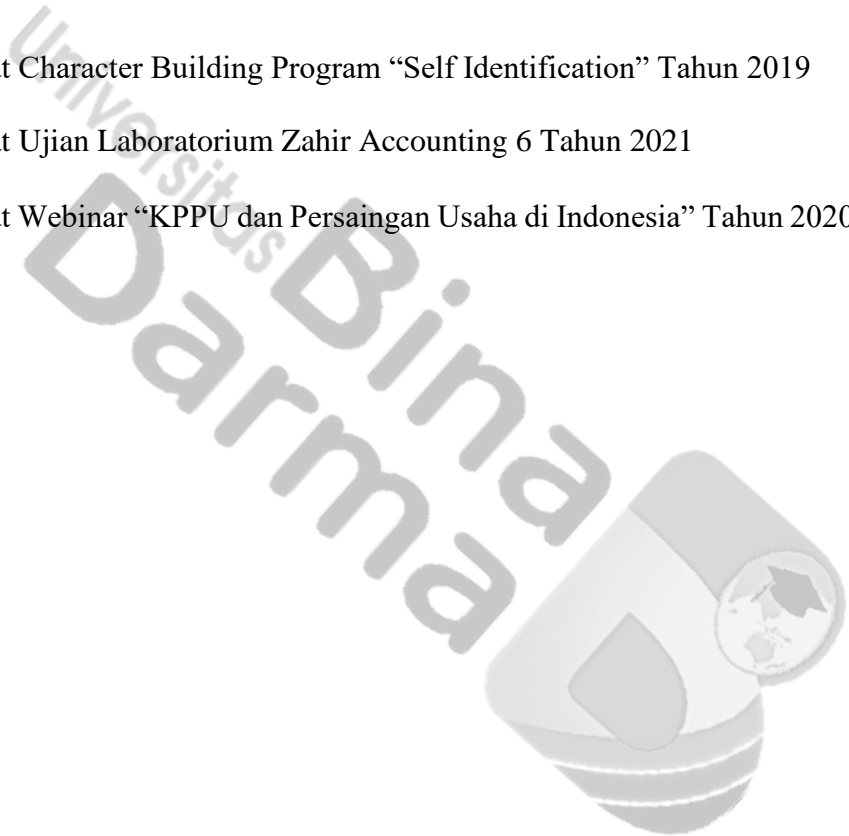 t Character Building Program “Self Identification” Tahun 2019
t Ujian Laboratorium Zahir Accounting 6 Tahun 2021
t Webinar “KPPU dan Persaingan Usaha di Indonesia” Tahun 2020
Universitas
Bina
Darma